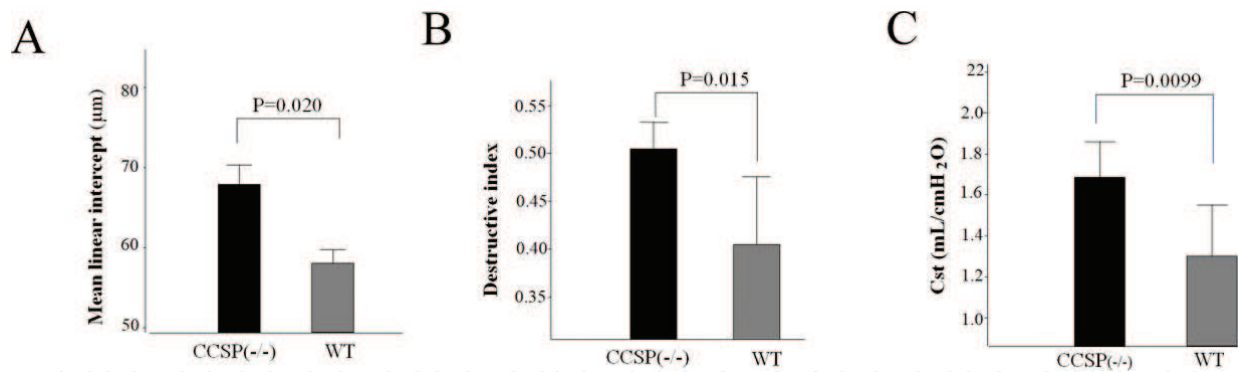 A
Mean linear intercept (μm)
80
70
60
50
P=0.020
CCSP(-/-)
WT
B
Destructive index
0.55
0.50
0.45
0.40
0.35
P=0.015
CCSP(-/-)
WT
C
Cst (mL/cmH2O)
22
2.0
1.8
1.6
1.4
1.2
1.0
P=0.0099
CCSP(-/-)
WT